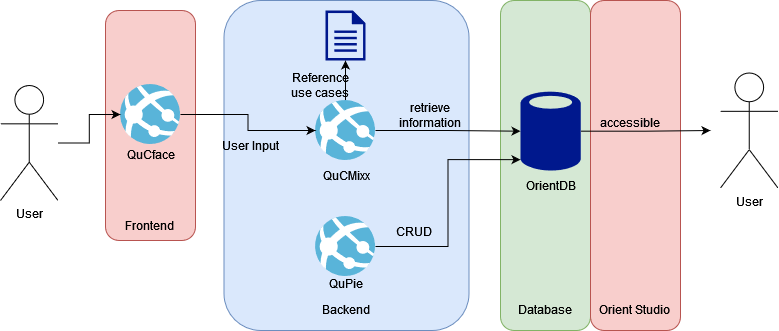 Reference
use cases
retrieve
information
accessible
QuCface
User Input
QuCMixx
OrientDB
User
User
Frontend
CRUD
QuPie
Backend
Database
Orient Studio